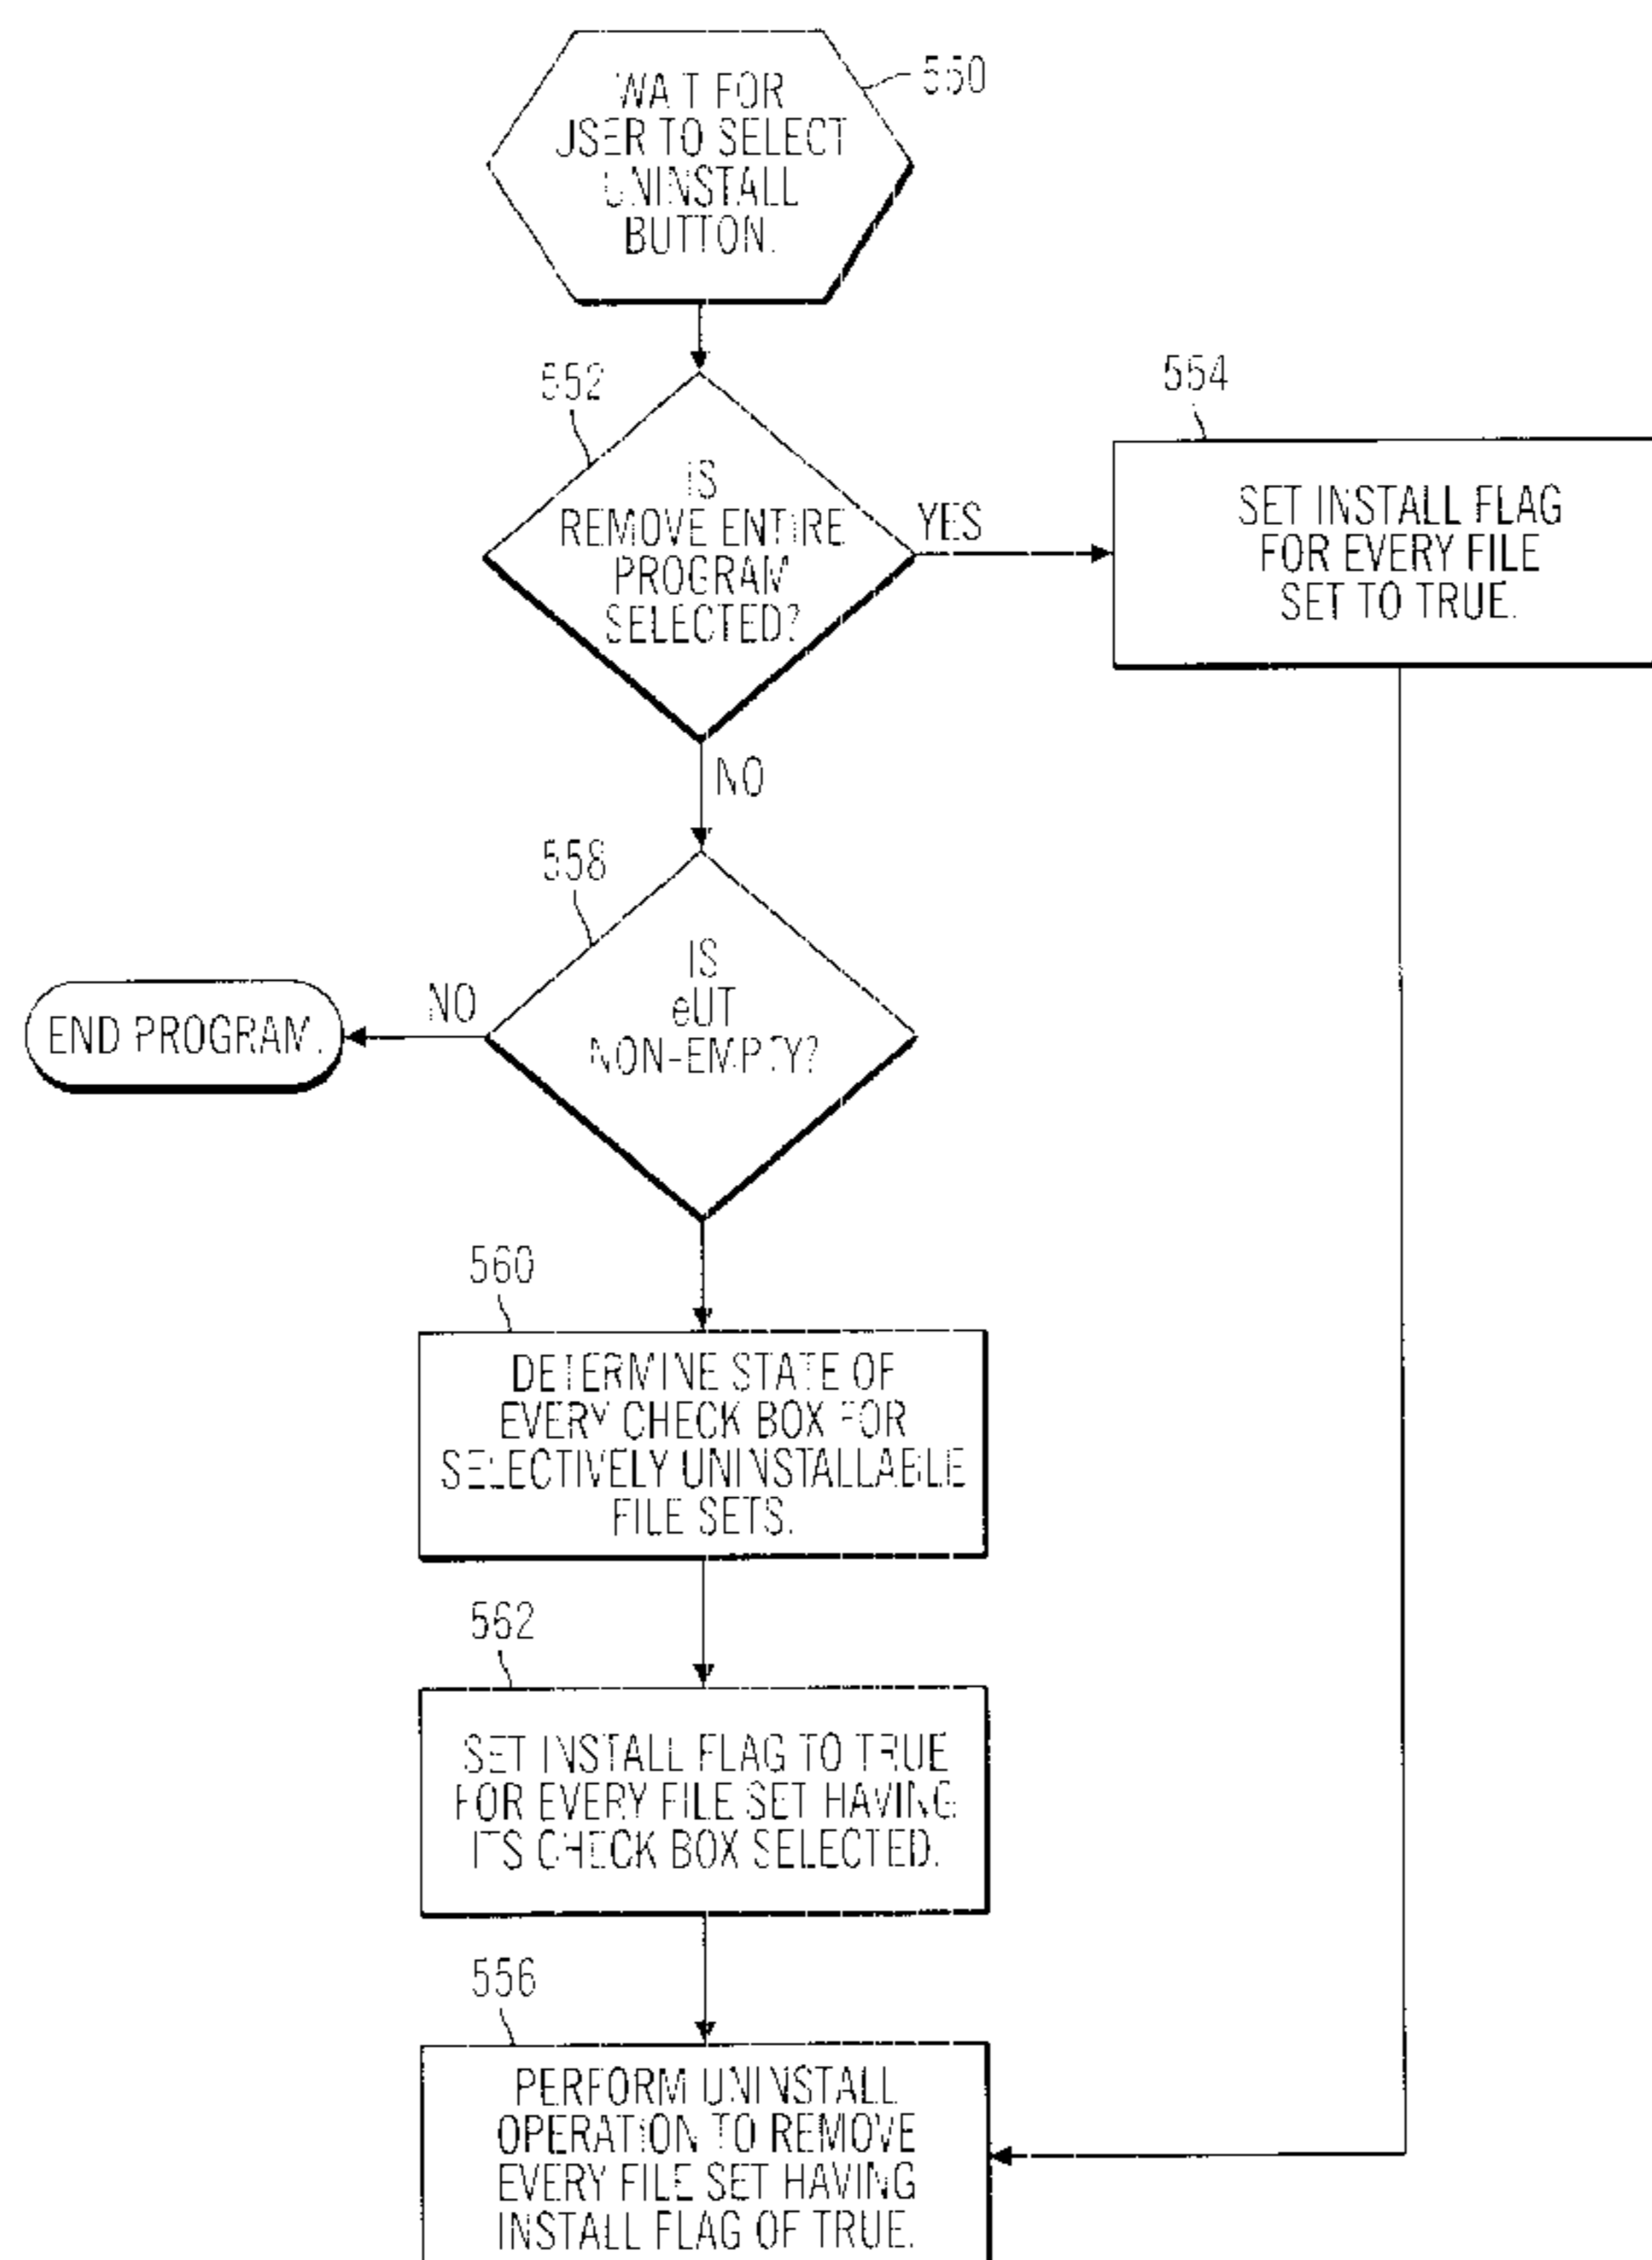 WAIT FOR
USER TO SELECT
UNINSTALL
BUTTON.
550
552
IS
REMOVE ENTIRE
PROGRAM
SELECTED?
YES
554
SET INSTALL FLAG
FOR EVERY FILE
SET TO TRUE.
NO
558
IS
eUT
NON-EMPTY?
NO
END PROGRAM.
560
DETERMINE STATE OF
EVERY CHECK BOX FOR
SELECTIVELY UNINSTALLABLE
FILE SETS.
562
SET INSTALL FLAG TO TRUE
FOR EVERY FILE SET HAVING
ITS CHECK BOX SELECTED.
556
PERFORM UNINSTALL
OPERATION TO REMOVE
EVERY FILE SET HAVING
INSTALL FLAG OF TRUE.